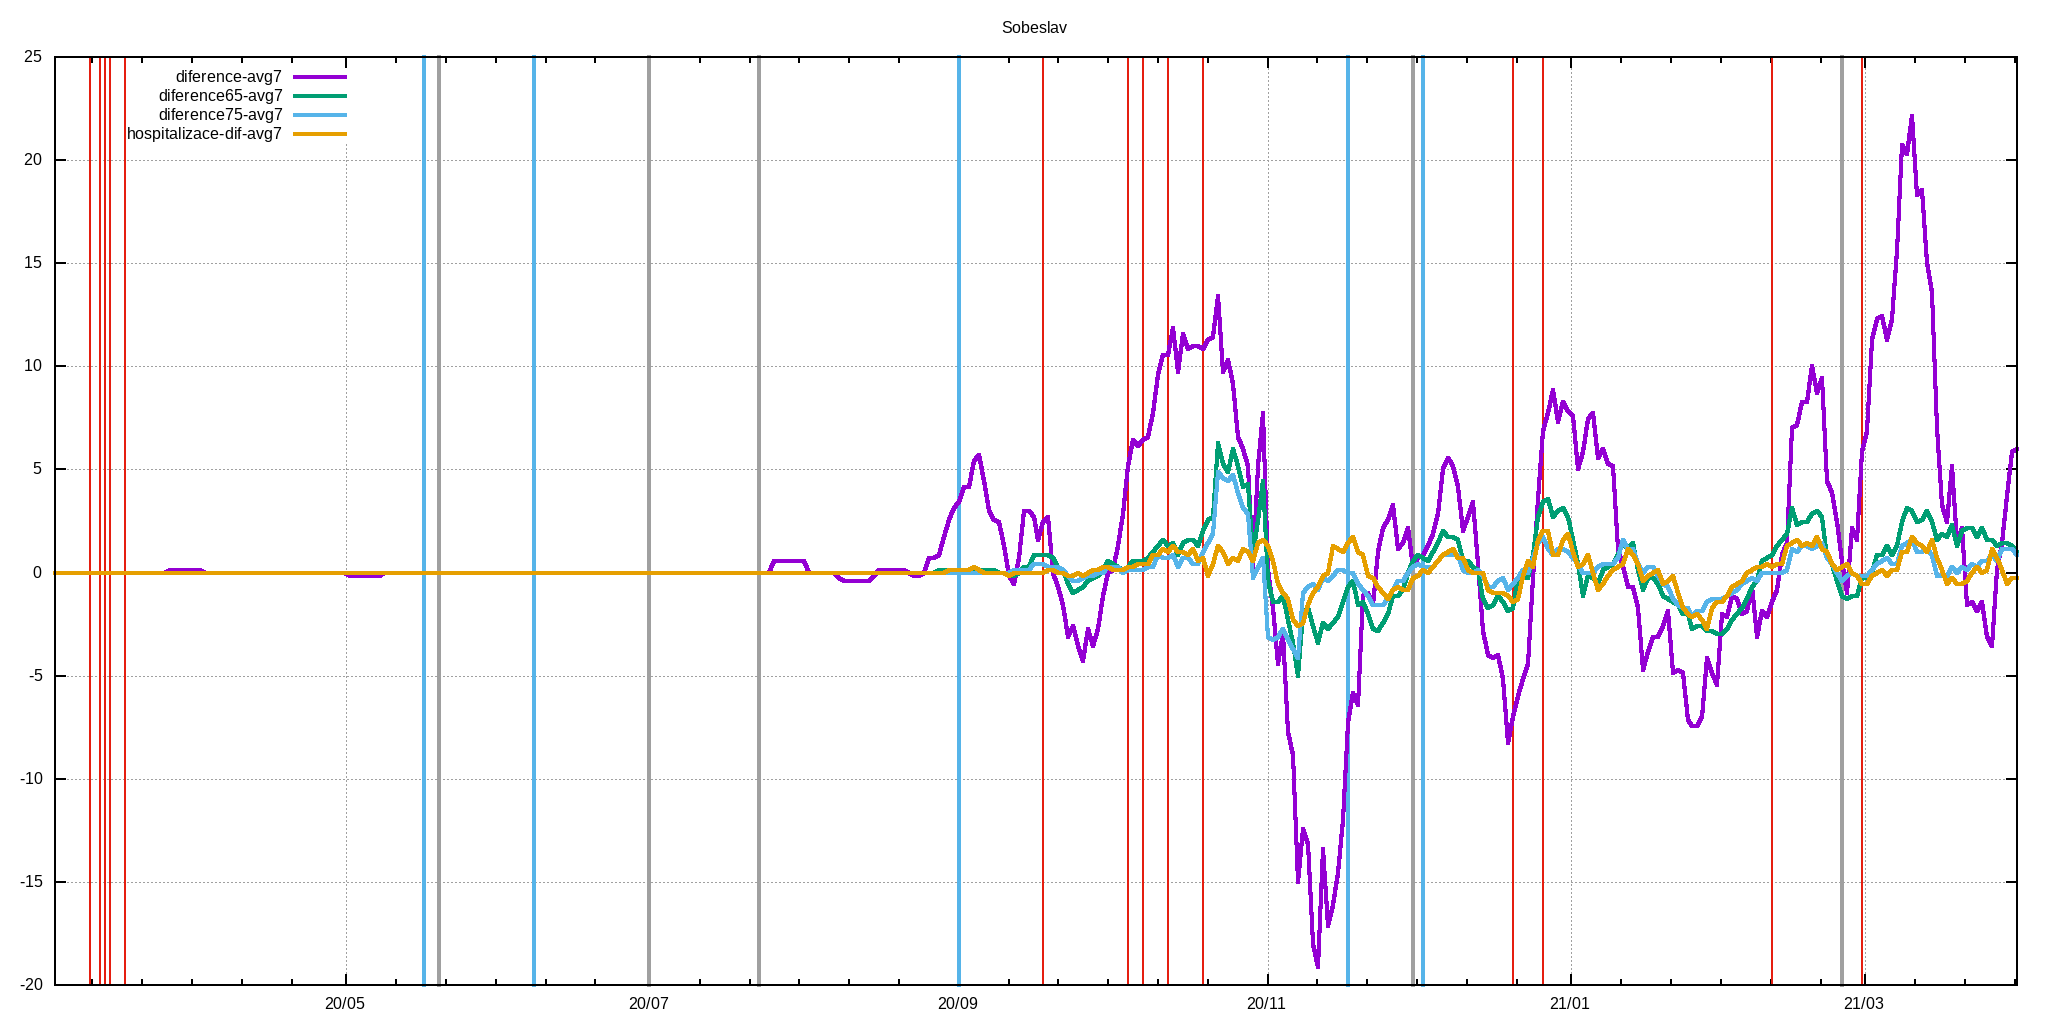 Sobeslav
25
diference-avg7
diference65-avg7
diference75-avg7
hospitalizace-dif-avg7
20
15
10
5
0
-5
-10
-15
-20
20/05 20/07 20/09 20/11 21/01 21/03